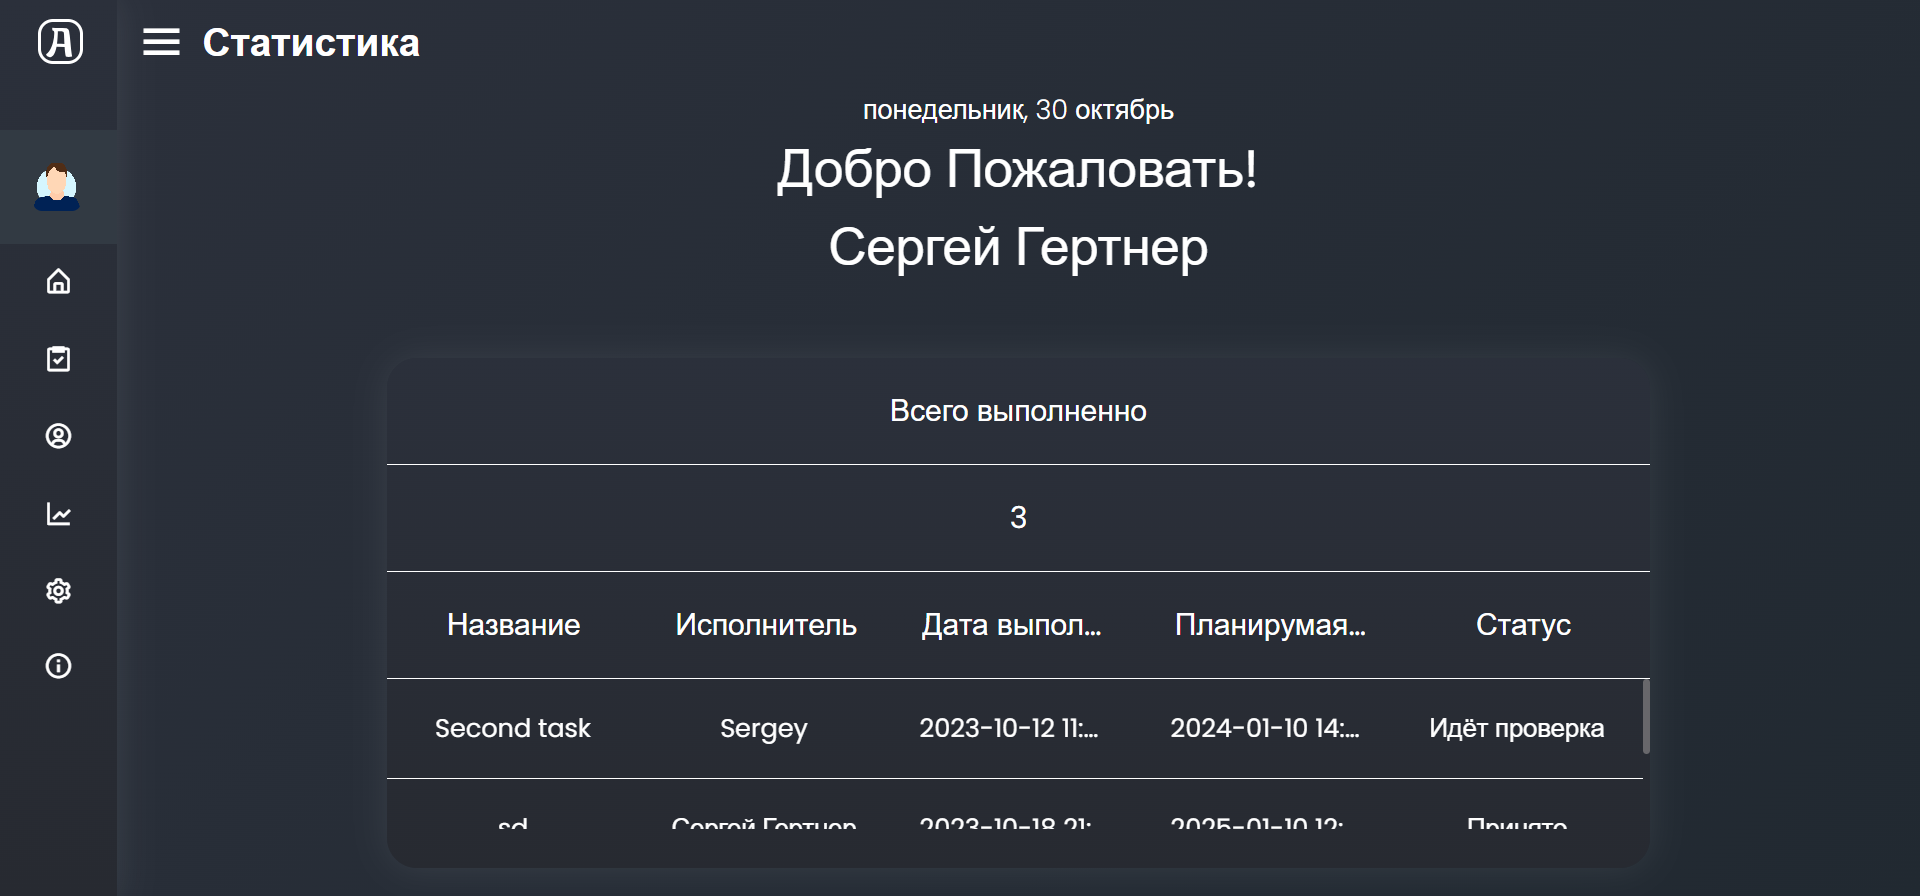 Статистика
понедельник, 30 октябрь
Добро Пожаловать!
Сергей Гертнер
Всего выполненно
3
Название Исполнитель Дата выпол... Планирумая... Статус
Second task Sergey 2023-10-12 11:... 2024-01-10 14:... Идёт проверка
sd Сергей Гертнер 2023-10-18 21: 2025-01-10 12: Принято